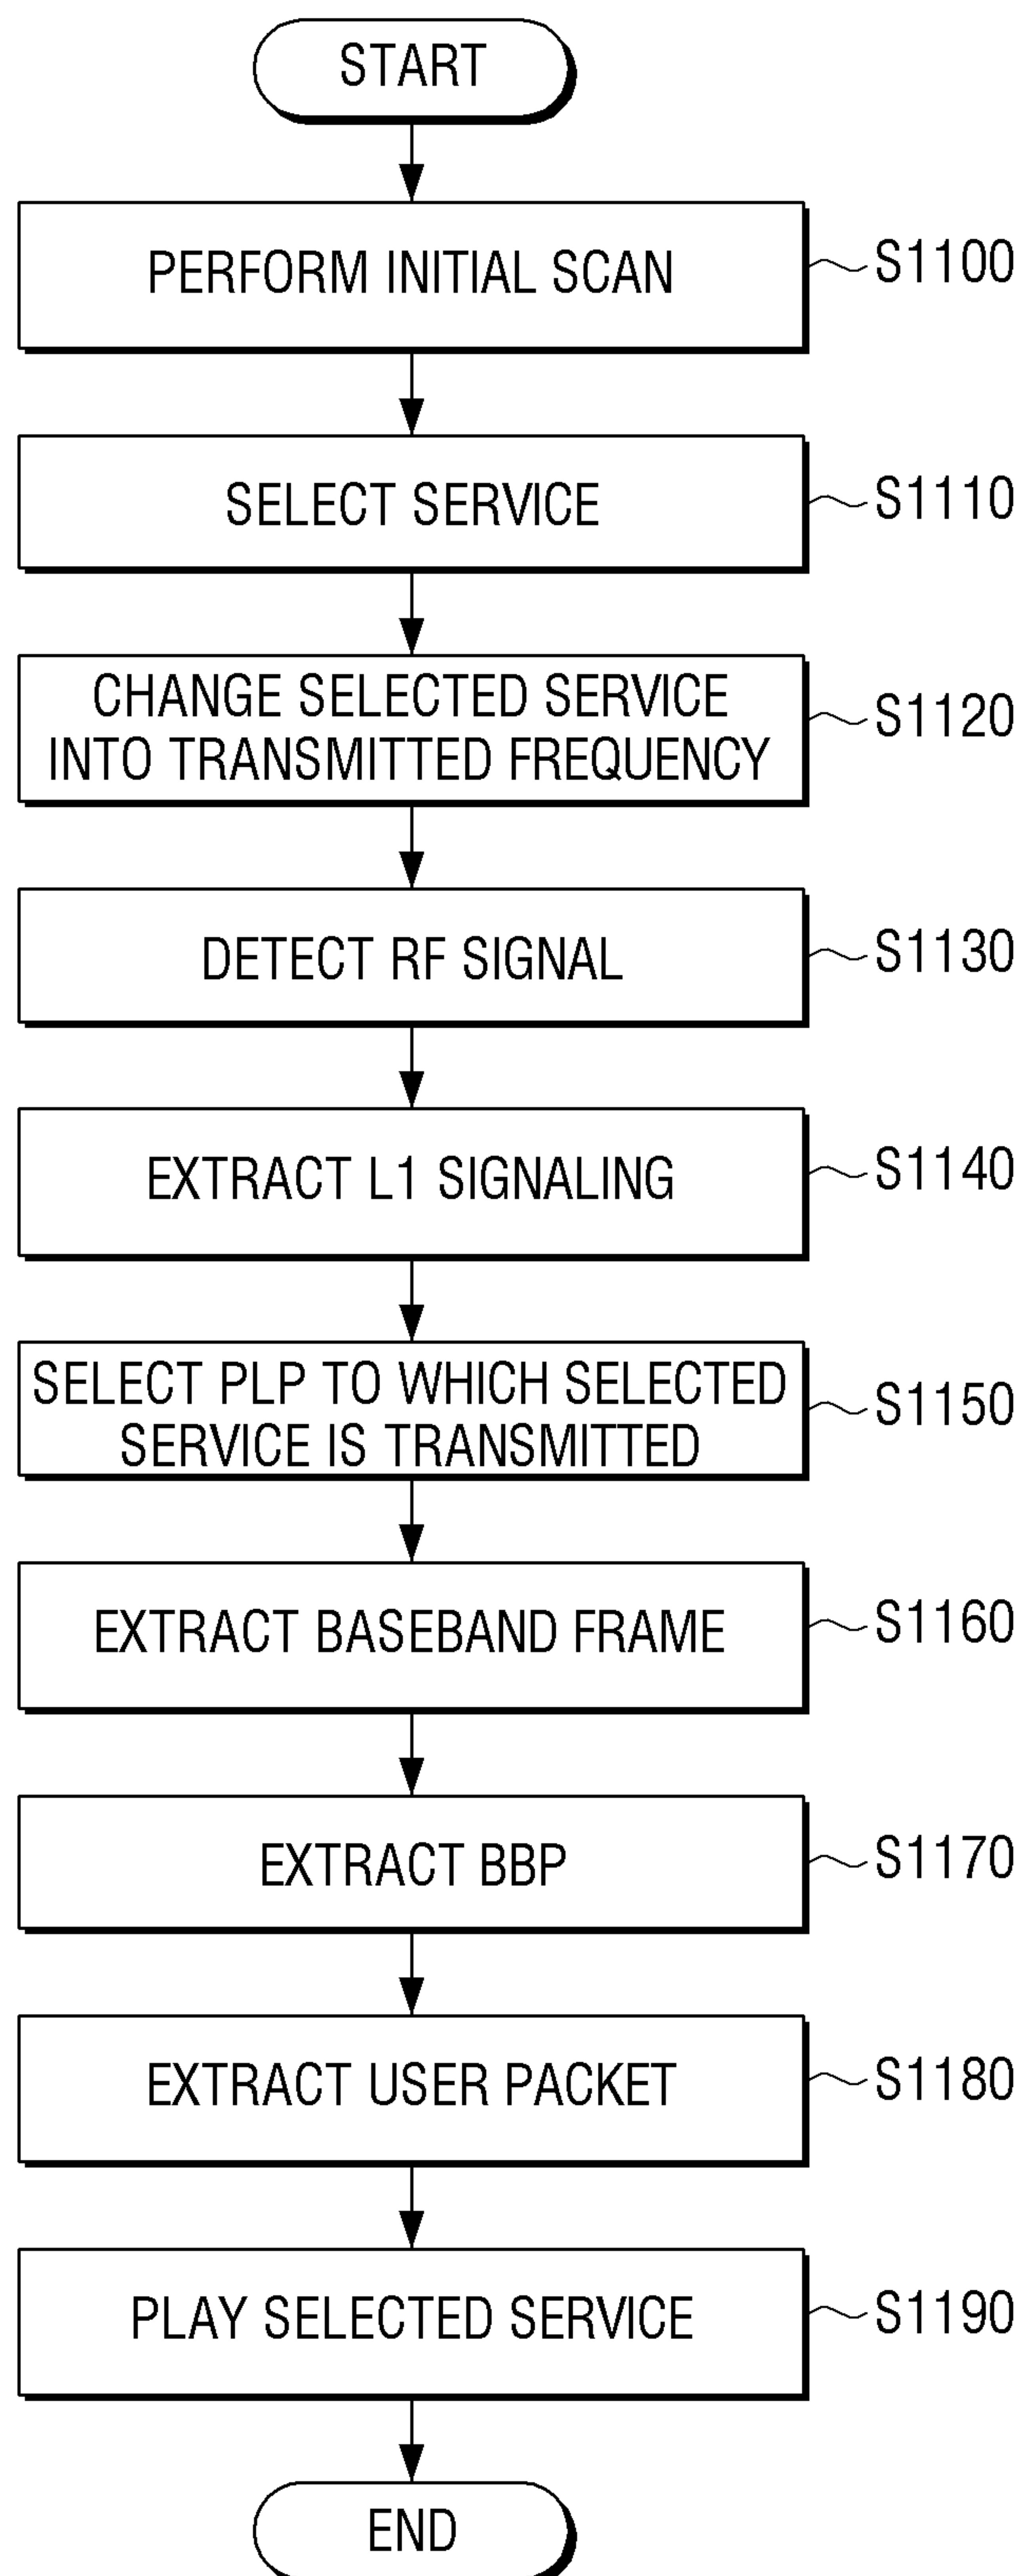 START
PERFORM INITIAL SCAN
S1100
SELECT SERVICE
S1110
CHANGE SELECTED SERVICE
INTO TRANSMITTED FREQUENCY
S1120
DETECT RF SIGNAL
S1130
EXTRACT L1 SIGNALING
S1140
SELECT PLP TO WHICH SELECTED
SERVICE IS TRANSMITTED
S1150
EXTRACT BASEBAND FRAME
S1160
EXTRACT BBP
S1170
EXTRACT USER PACKET
S1180
PLAY SELECTED SERVICE
S1190
END